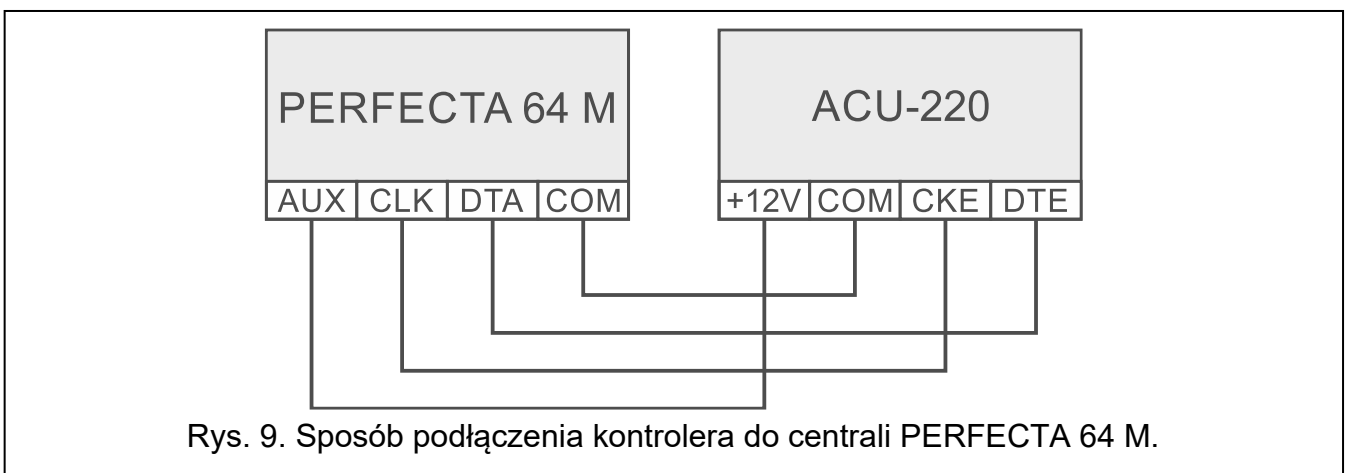 PERFECTA 64 M ACU-220
AUX CLK DTA COM +12V COM CKE DTE
Rys. 9. Sposób podłączenia kontrolera do centrali PERFECTA 64 M.